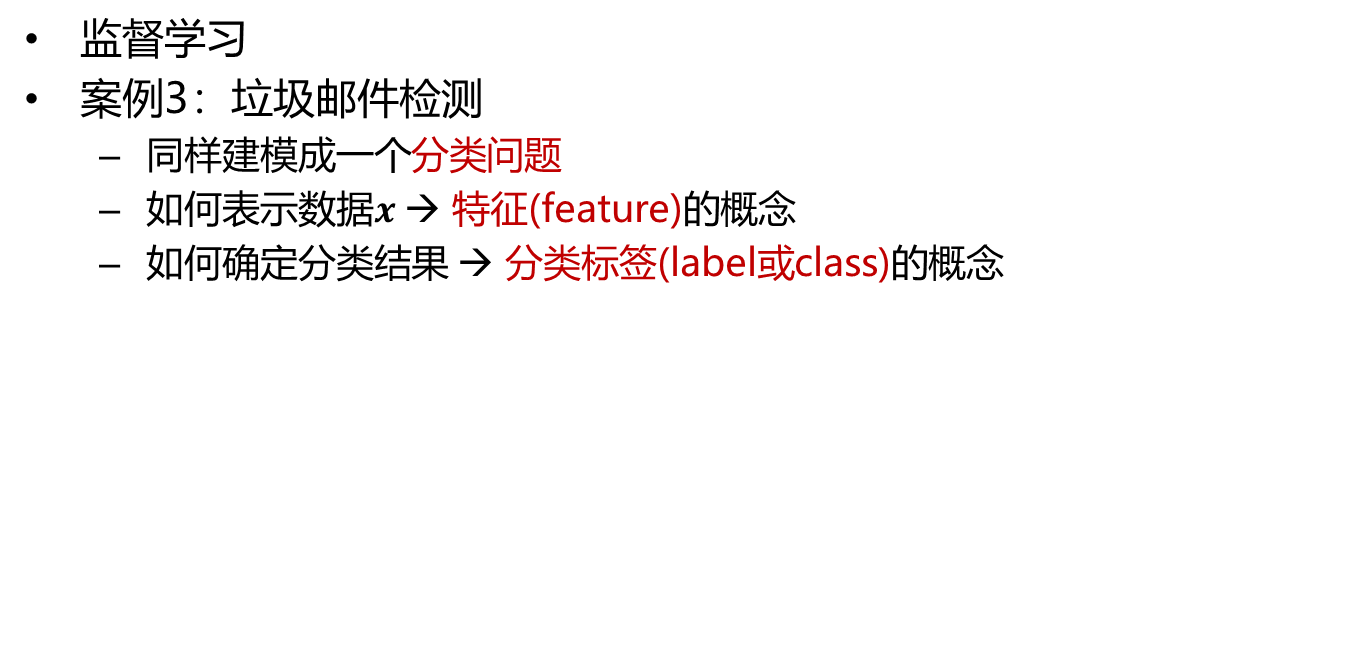 • 监督学习
• 案例3：垃圾邮件检测
– 同样建模成一个分类问题
– 如何表示数据x → 特征(feature)的概念
– 如何确定分类结果 → 分类标签(label或class)的概念